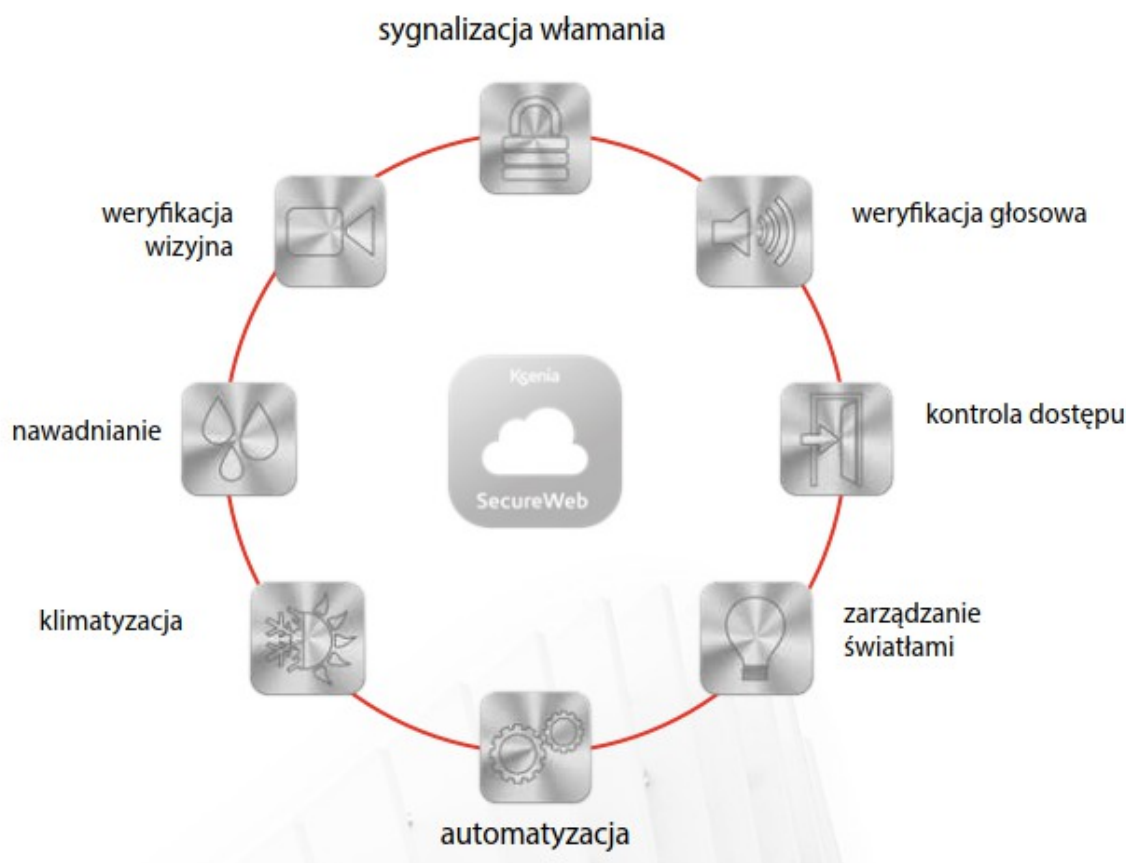 sygnalizacja włamania
weryfikacja
wizyjna
weryfikacja głosowa
nawadnianie
Ksenia
SecureWeb
kontrola dostępu
klimatyzacja
zarządzanie
światłami
automatyzacja